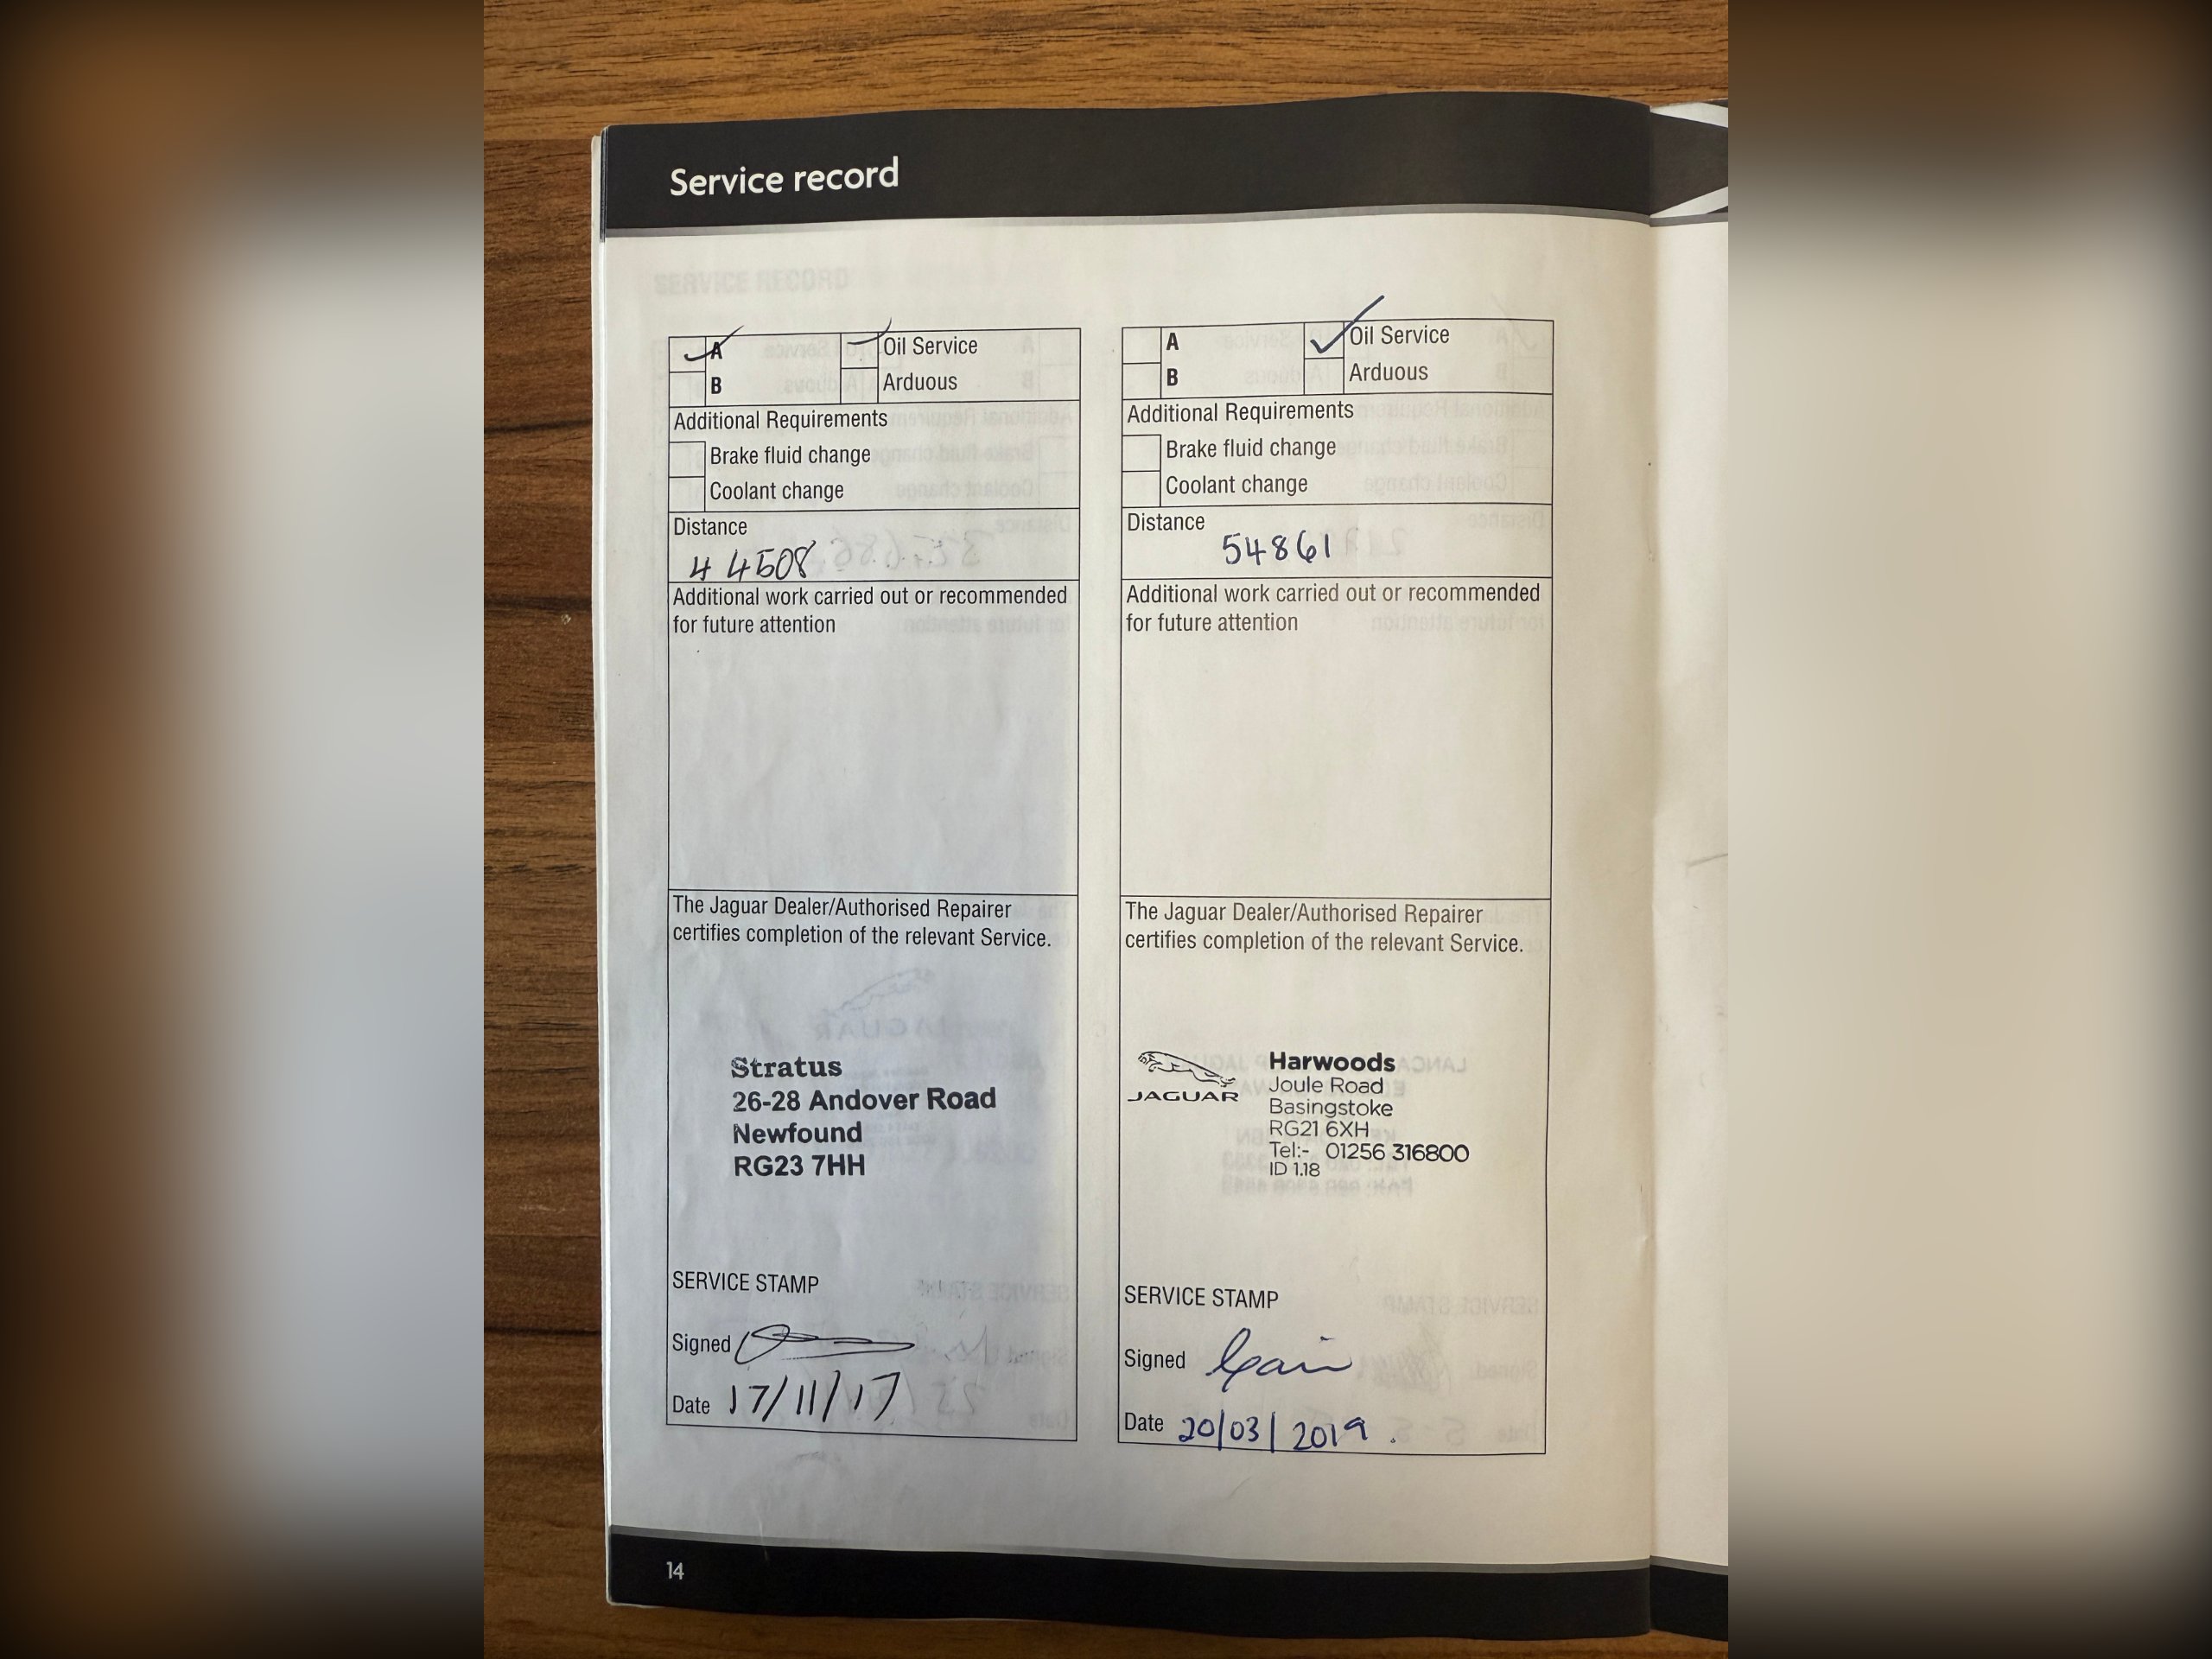 Service record
A
Oil Service
B
Arduous
Additional Requirements
Brake fluid change
Coolant change
Distance
44508
Additional work carried out or recommended
for future attention
The Jaguar Dealer/Authorised Repairer
certifies completion of the relevant Service.
Stratus
26-28 Andover Road
Newfound
RG23 7HH
SERVICE STAMP
Signed
Date 17/11/17
A
Oil Service
B
Arduous
Additional Requirements
Brake fluid change
Coolant change
Distance
54861
Additional work carried out or recommended
for future attention
The Jaguar Dealer/Authorised Repairer
certifies completion of the relevant Service.
JAGUAR
Harwoods
Joule Road
Basingstoke
RG21 6XH
Tel:- 01256 316800
ID 1.18
SERVICE STAMP
Signed
Date 20/03/2019.
14